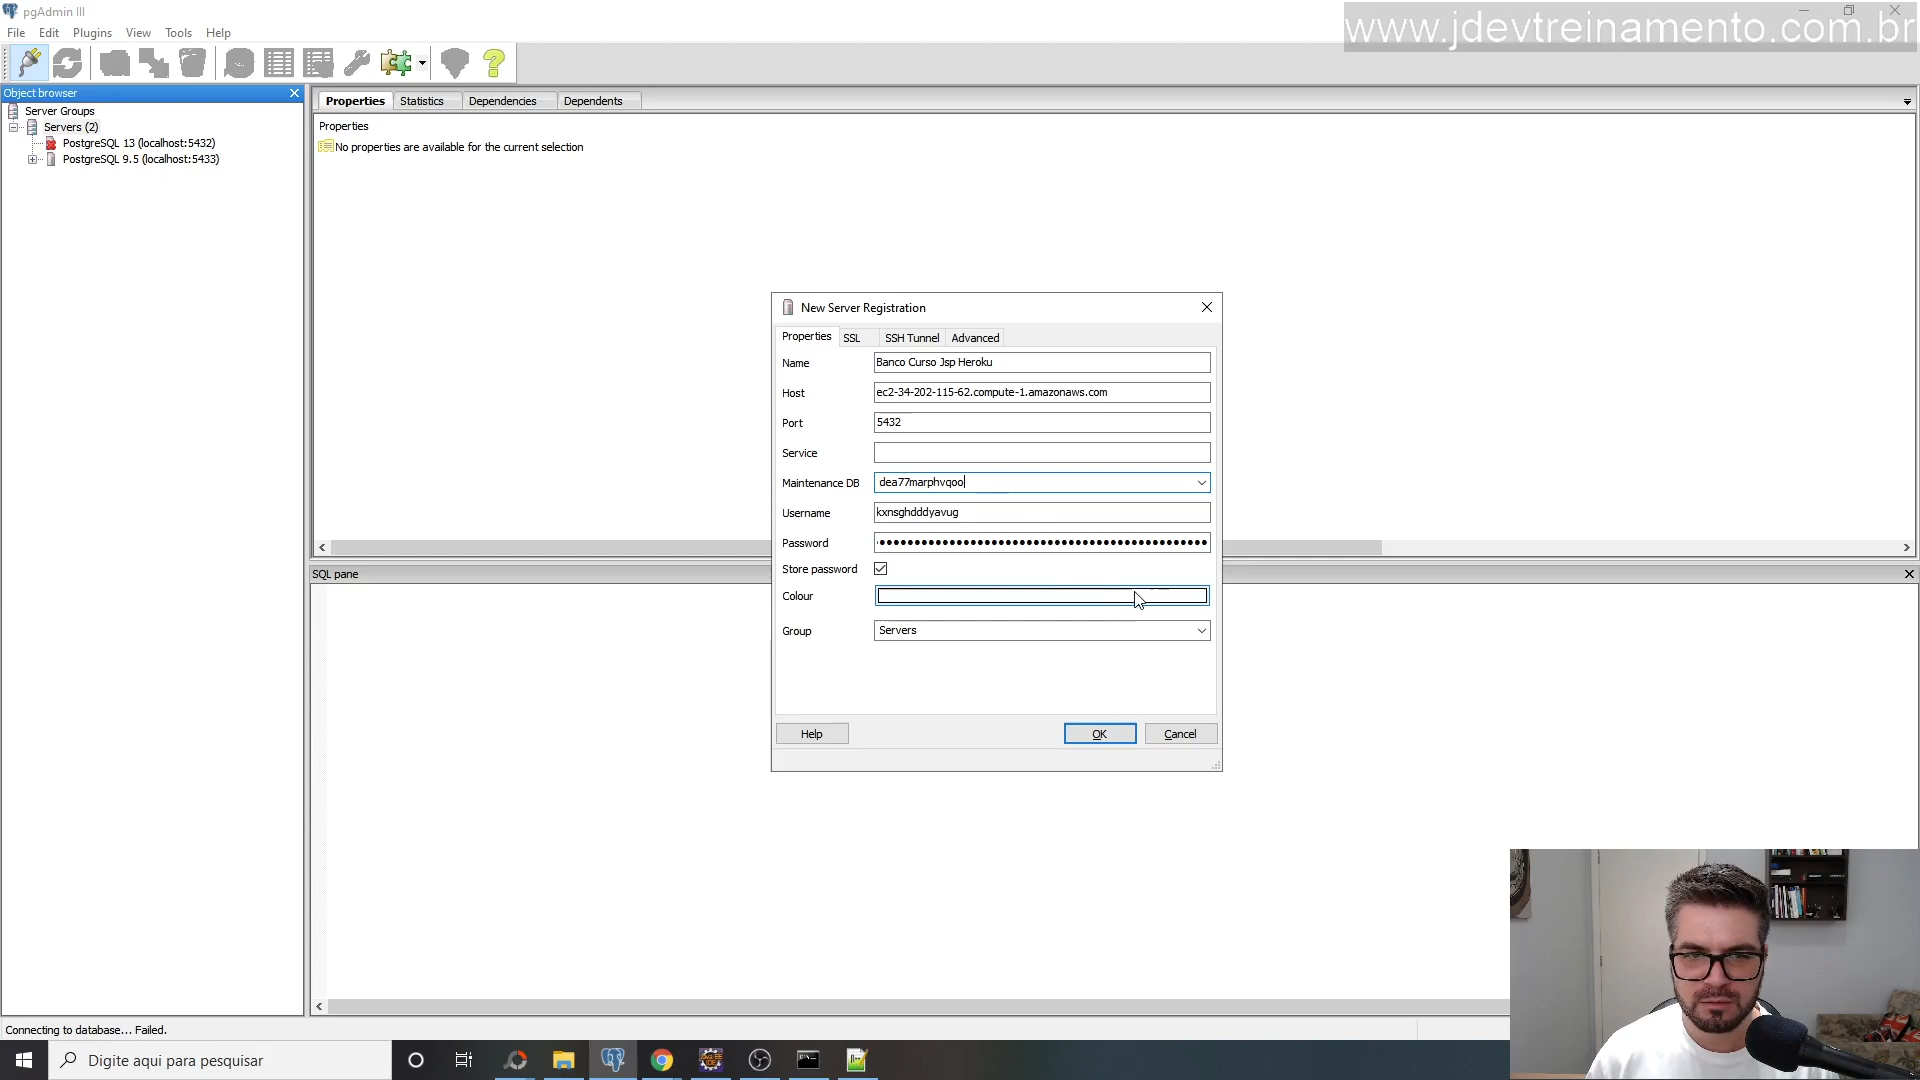 pgAdmin III
www.jdevtreinamento.com.br
File Edit Plugins View Tools Help
Object browser
Server Groups
Servers (2)
PostgreSQL 13 (localhost:5432)
PostgreSQL 9.5 (localhost:5433)
Properties Statistics Dependencies Dependents
Properties
No properties are available for the current selection
New Server Registration
Properties SSL SSH Tunnel Advanced
Name Banco Curso Jsp Heroku
Host ec2-34-202-115-62.compute-1.amazonaws.com
Port 5432
Service
Maintenance DB dea77marphvqoo
Username kxnsghdddyavug
Password
Store password
Colour
Group Servers
Help OK Cancel
SQL pane
Connecting to database... Failed.
Digite aqui para pesquisar